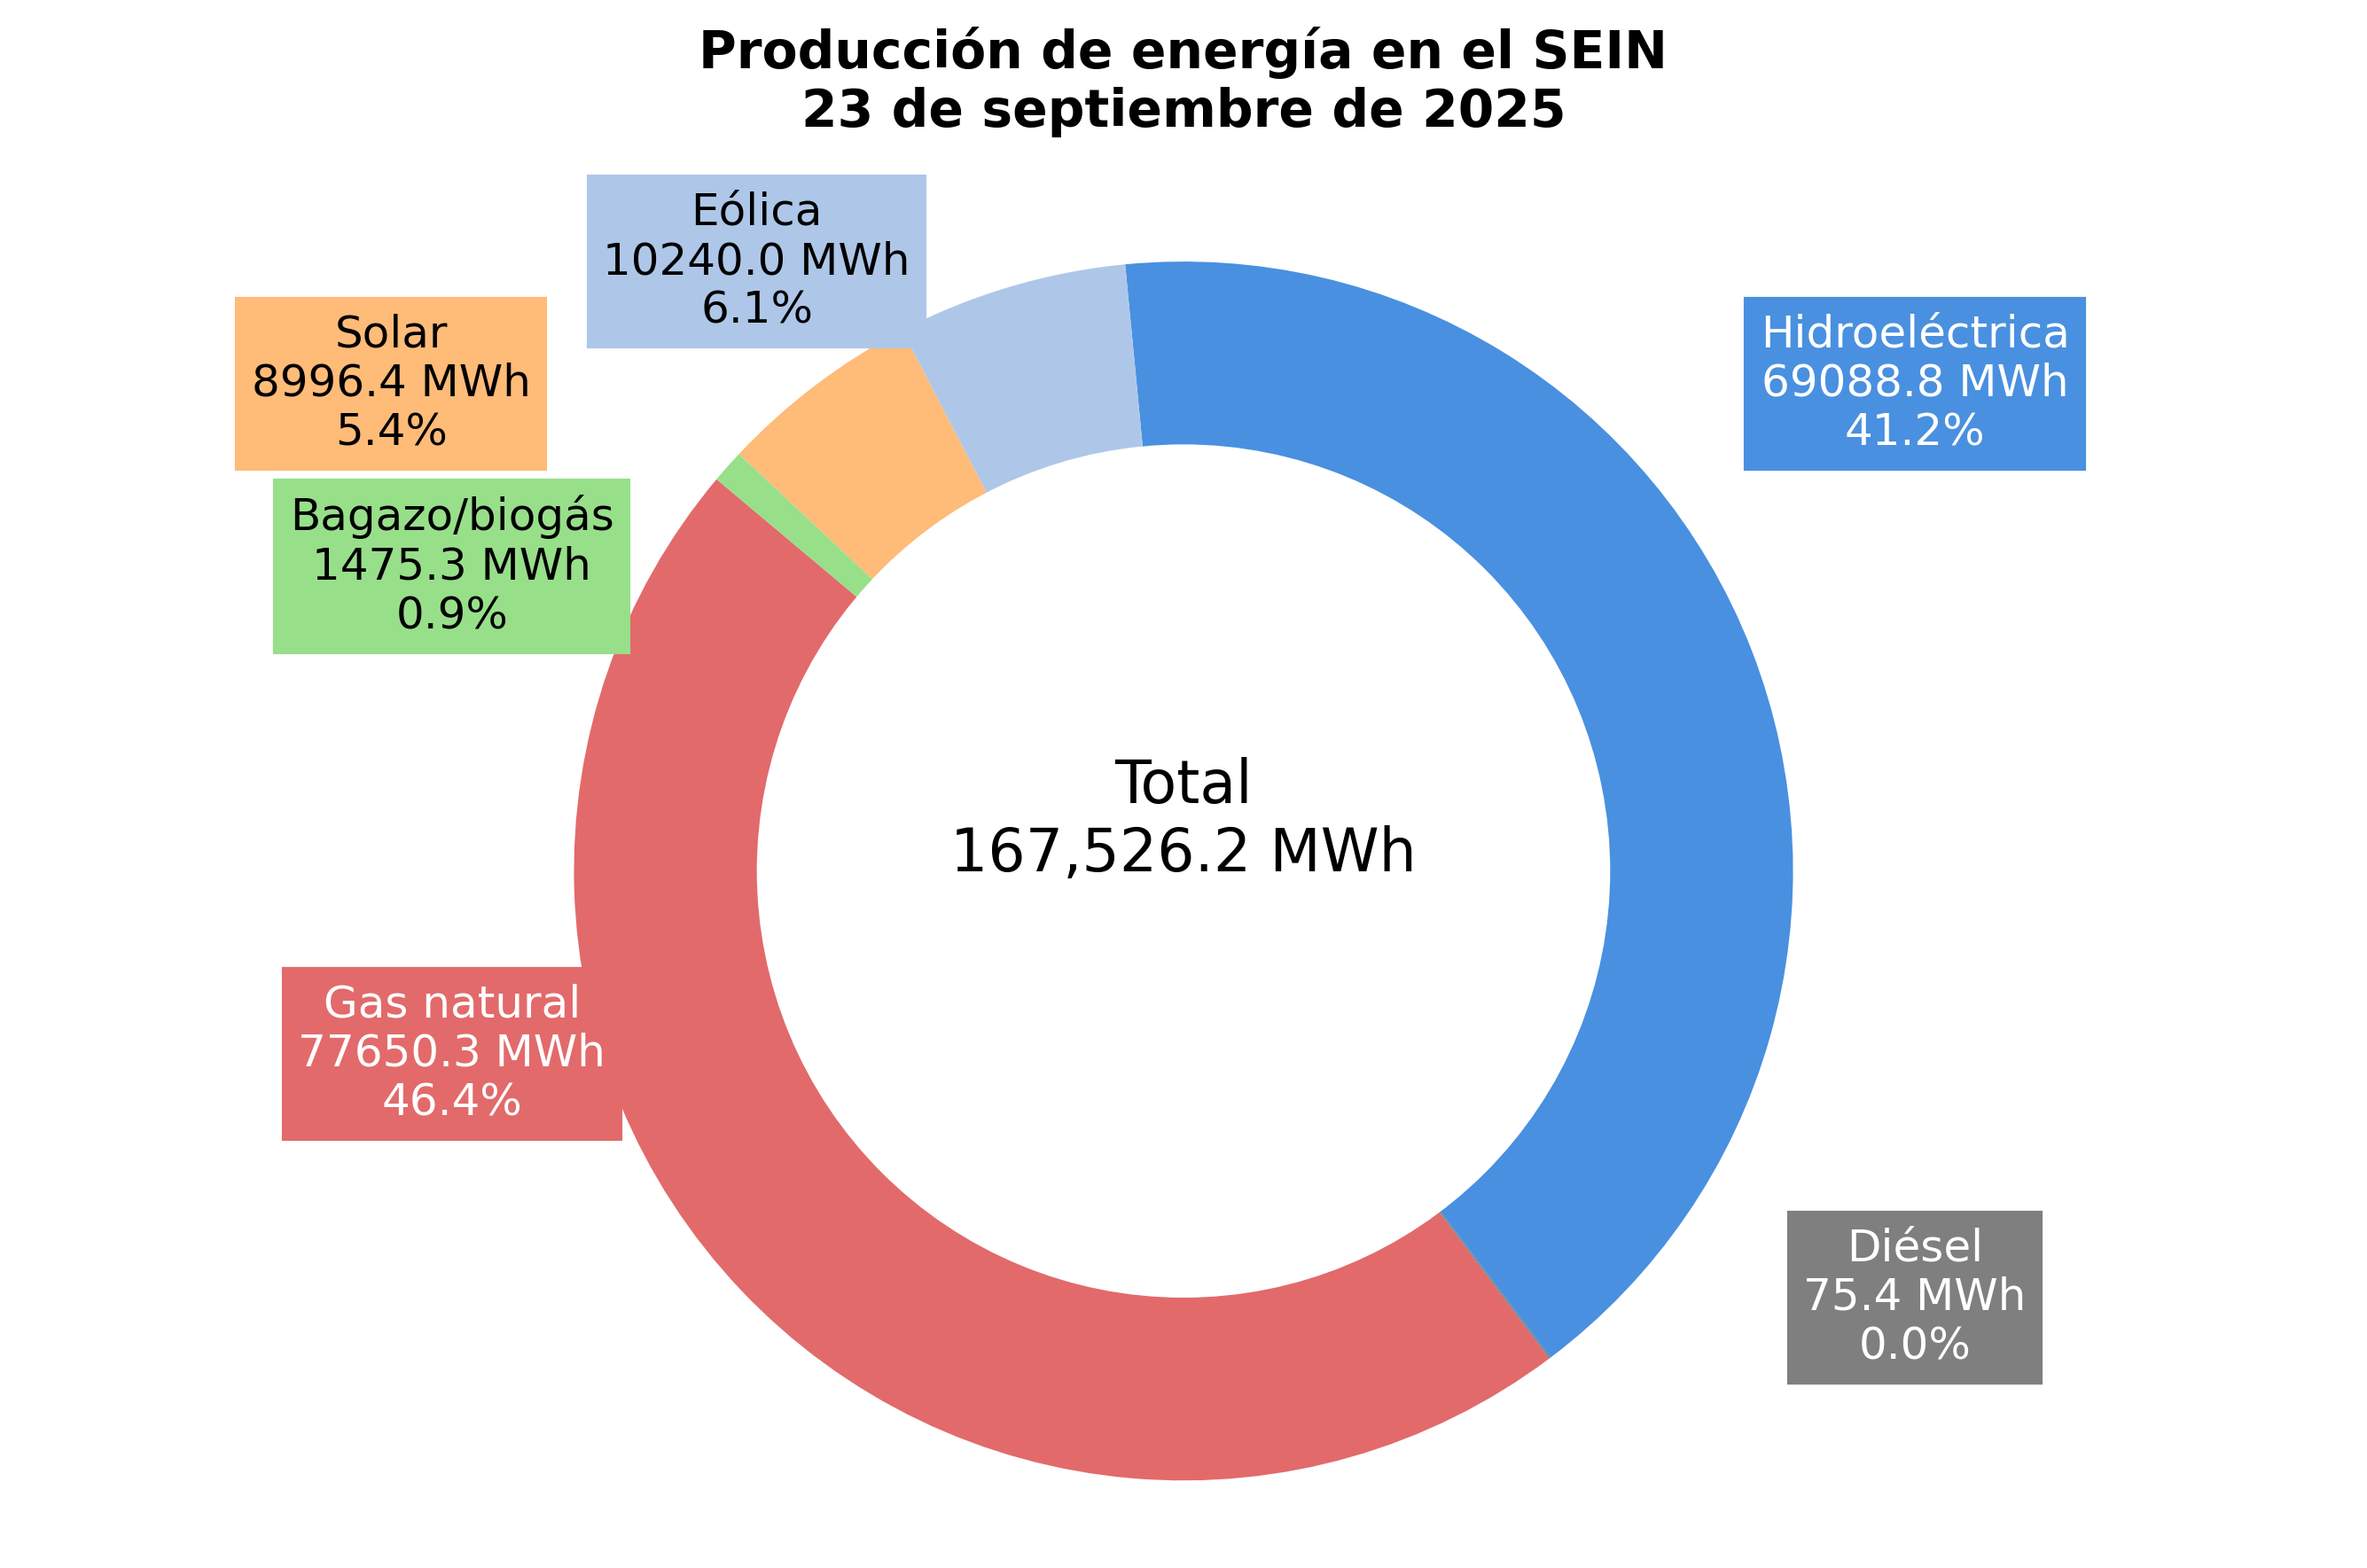 Producción de energía en el SEIN
23 de septiembre de 2025
Eólica
10240.0 MWh
6.1%
Solar
8996.4 MWh
5.4%
Hidroeléctrica
69088.8 MWh
41.2%
Bagazo/biogás
1475.3 MWh
0.9%
Total
167,526.2 MWh
Gas natural
77650.3 MWh
46.4%
Diésel
75.4 MWh
0.0%